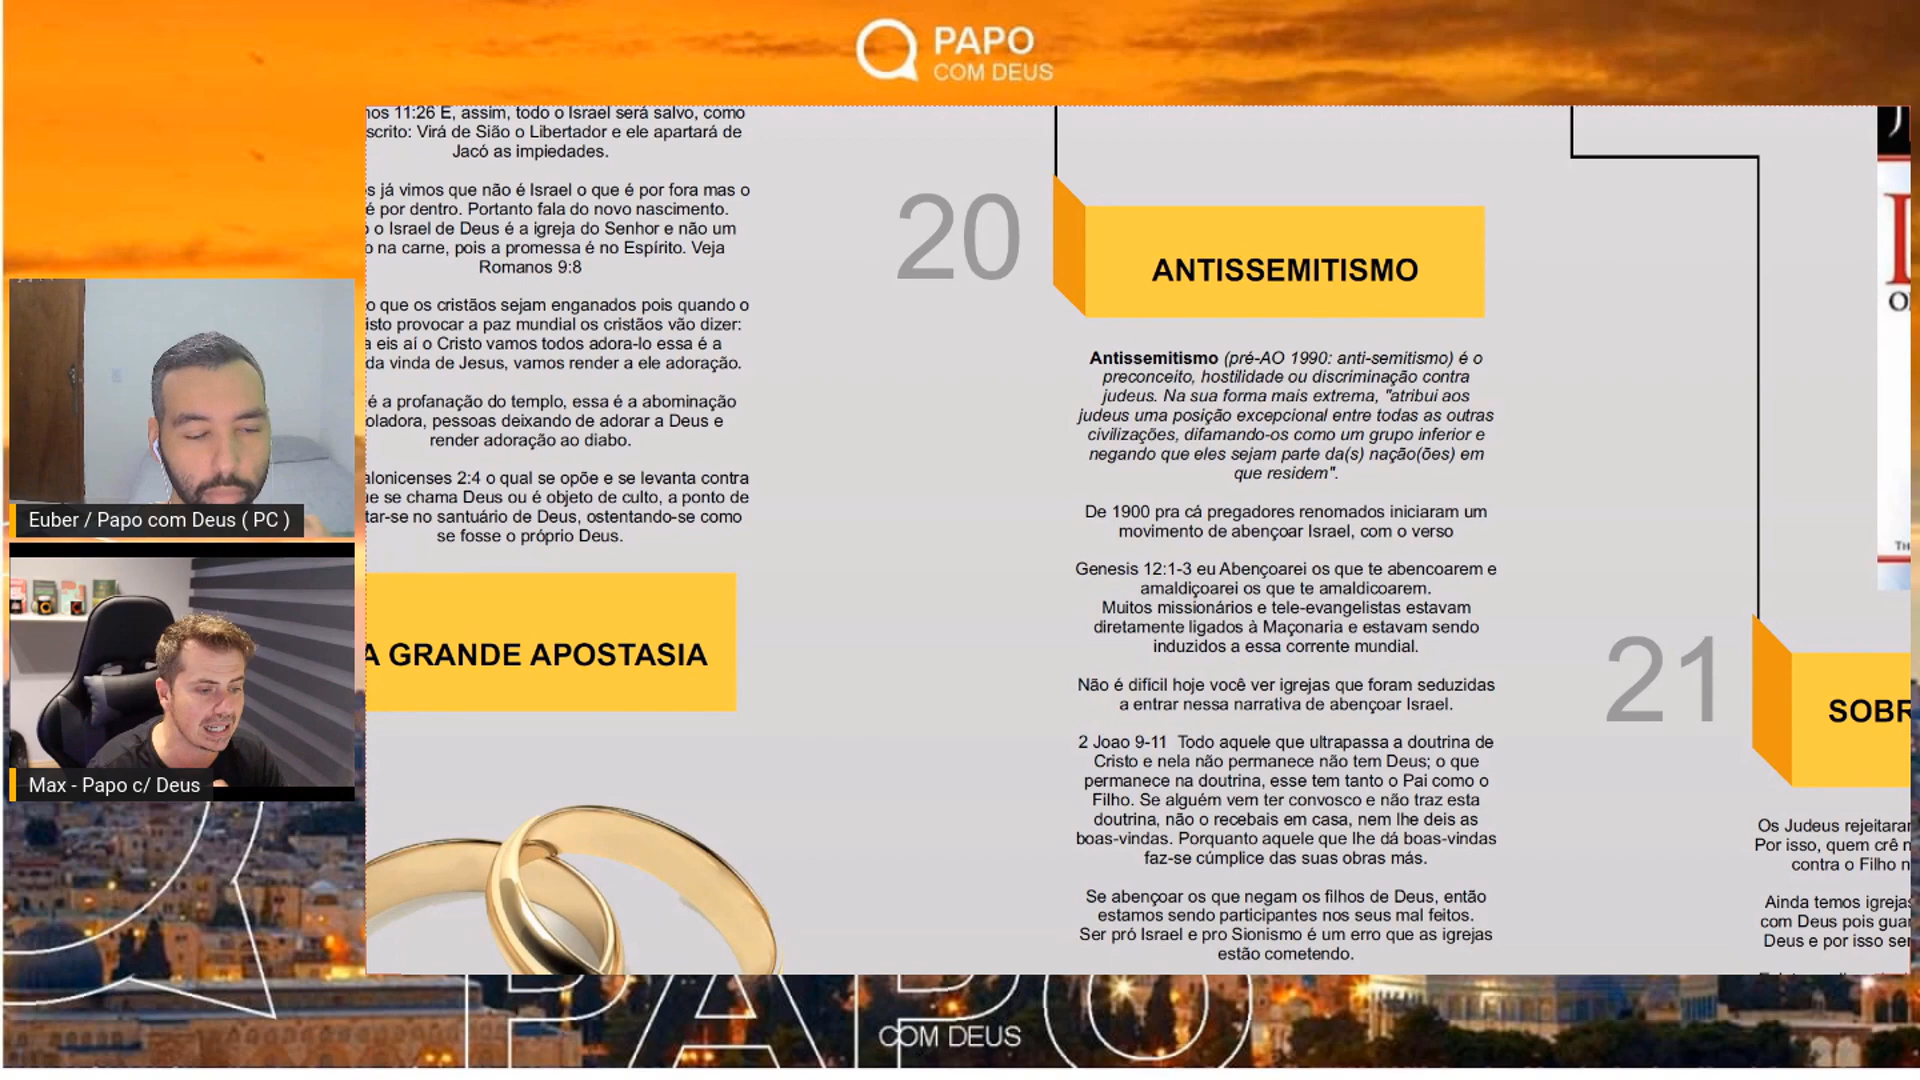 PAPO
COM DEUS
nos 11:26 E, assim, todo o Israel será salvo, como
scrito: Virá de Sião o Libertador e ele apartará de
Jacó as impiedades.
s já vimos que não é Israel o que é por fora mas o
é por dentro. Portanto fala do novo nascimento.
o Israel de Deus é a igreja do Senhor e não um
o na carne, pois a promessa é no Espírito. Veja
Romanos 9:8
o que os cristãos sejam enganados pois quando o
isto provocar a paz mundial os cristãos vão dizer:
a eis aí o Cristo vamos todos adora-lo essa é a
da vinda de Jesus, vamos render a ele adoração.
é a profanação do templo, essa é a abominação
oladora, pessoas deixando de adorar a Deus e
render adoração ao diabo.
alonicenses 2:4 o qual se opõe e se levanta contra
ue se chama Deus ou é objeto de culto, a ponto de
tar-se no santuário de Deus, ostentando-se como
se fosse o próprio Deus.
A GRANDE APOSTASIA
20
ANTISSEMITISMO
Antissemitismo (pré-AO 1990: anti-semitismo) é o
preconceito, hostilidade ou discriminação contra
judeus. Na sua forma mais extrema, "atribui aos
judeus uma posição excepcional entre todas as outras
civilizações, difamando-os como um grupo inferior e
negando que eles sejam parte da(s) nação(ões) em
que residem".
De 1900 pra cá pregadores renomados iniciaram um
movimento de abençoar Israel, com o verso
Genesis 12:1-3 eu Abençoarei os que te abencoarem e
amaldiçoarei os que te amaldicoarem.
Muitos missionários e tele-evangelistas estavam
diretamente ligados à Maçonaria e estavam sendo
induzidos a essa corrente mundial.
Não é difícil hoje você ver igrejas que foram seduzidas
a entrar nessa narrativa de abençoar Israel.
2 Joao 9-11 Todo aquele que ultrapassa a doutrina de
Cristo e nela não permanece não tem Deus; o que
permanece na doutrina, esse tem tanto o Pai como o
Filho. Se alguém vem ter convosco e não traz esta
doutrina, não o recebais em casa, nem lhe deis as
boas-vindas. Porquanto aquele que lhe dá boas-vindas
faz-se cúmplice das suas obras más.
Se abençoar os que negam os filhos de Deus, então
estamos sendo participantes nos seus mal feitos.
Ser pró Israel e pro Sionismo é um erro que as igrejas
estão cometendo.
21
SOBR
Os Judeus rejeitarar
Por isso, quem crê n
contra o Filho n
Ainda temos igrejas
com Deus pois guar
Deus e por isso ser
Euber / Papo com Deus ( PC )
Max - Papo c/ Deus
PAPO
COM DEUS